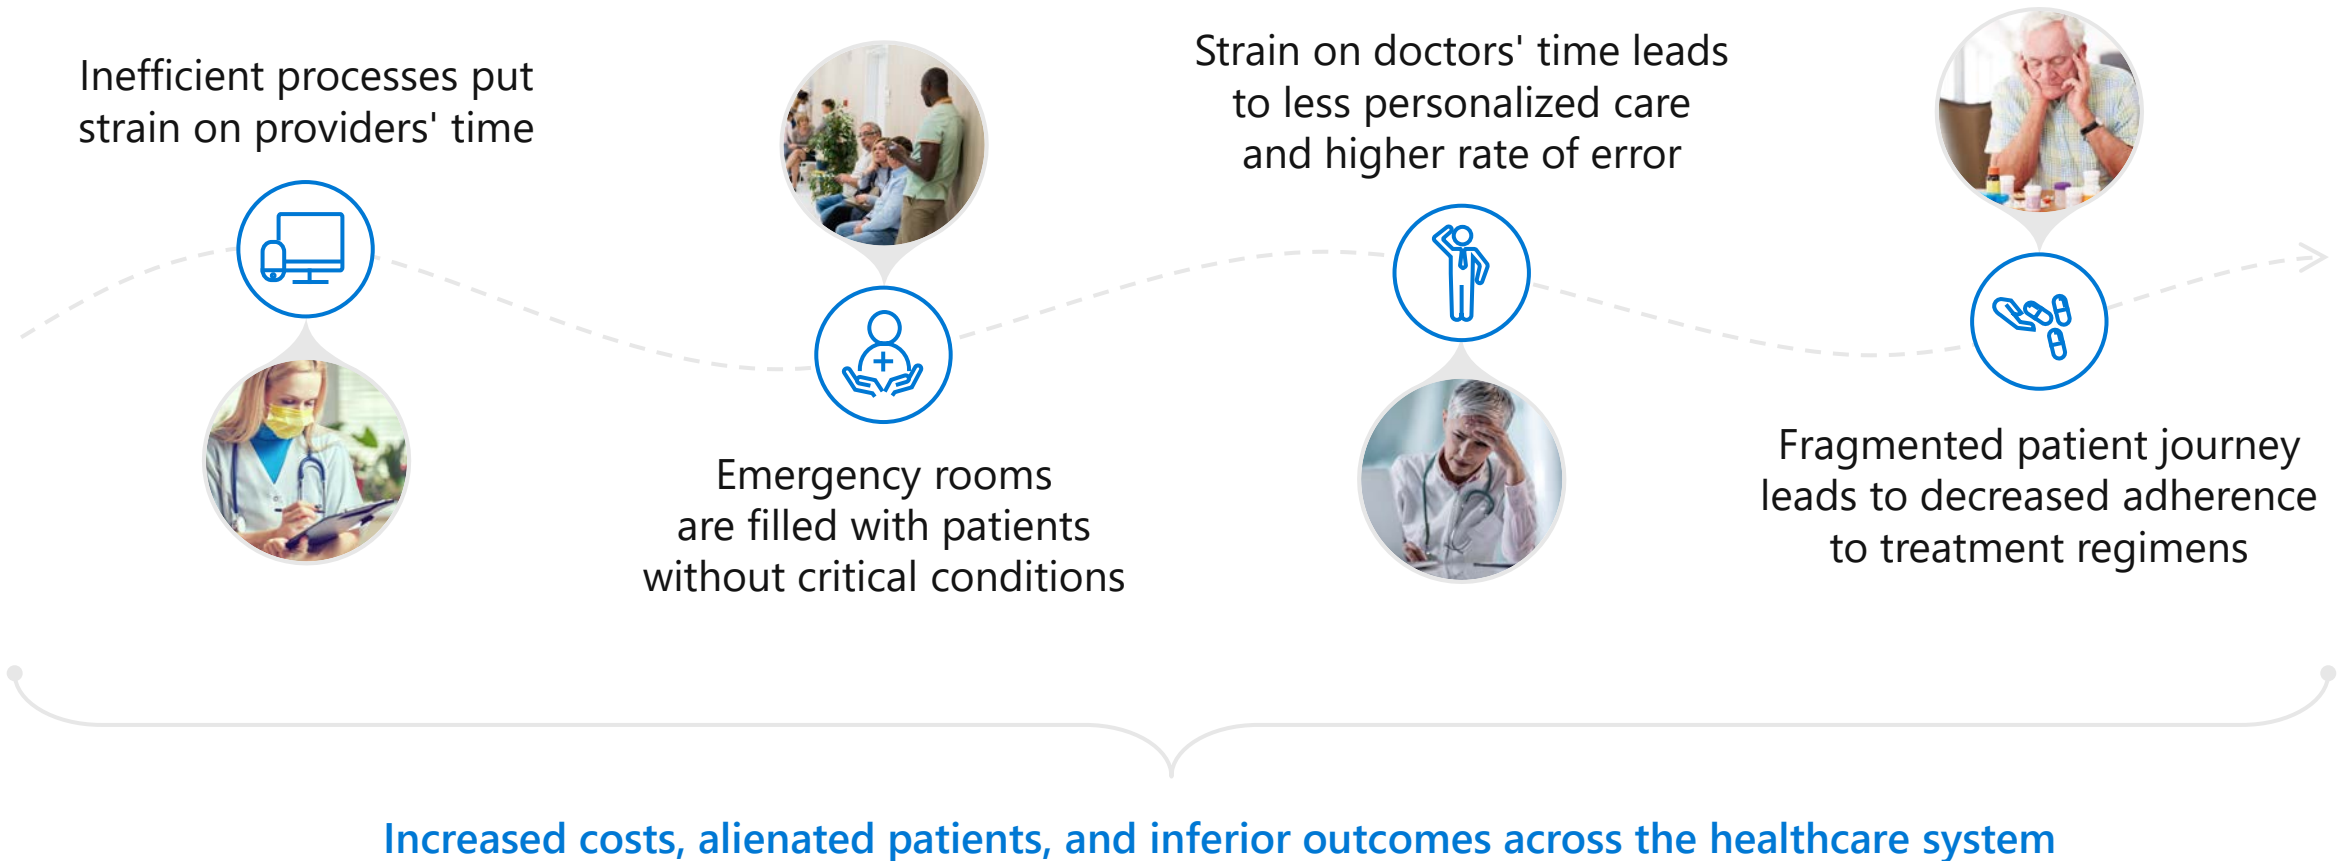 Inefficient processes put
strain on providers' time
Emergency rooms
are filled with patients
without critical conditions
Strain on doctors' time leads
to less personalized care
and higher rate of error
Fragmented patient journey
leads to decreased adherence
to treatment regimens
Increased costs, alienated patients, and inferior outcomes across the healthcare system